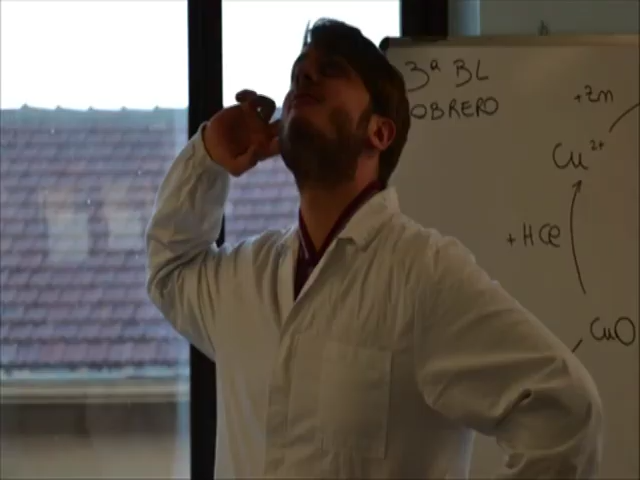 3ª BL
OBRERO
+Zn
Cu²⁺
+HCl
CuO